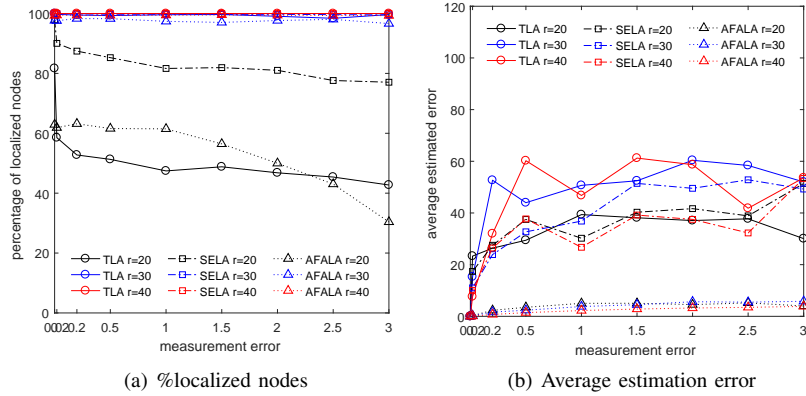 100
80
60
40
20
0
percentage of localized nodes
TLA r=20
TLA r=30
TLA r=40
SELA r=20
SELA r=30
SELA r=40
AFALA r=20
AFALA r=30
AFALA r=40
0.2 0.5 1 1.5 2 2.5 3
measurement error
(a) %localized nodes
120
100
80
60
40
20
0
average estimated error
TLA r=20
TLA r=30
TLA r=40
SELA r=20
SELA r=30
SELA r=40
AFALA r=20
AFALA r=30
AFALA r=40
0.2 0.5 1 1.5 2 2.5 3
measurement error
(b) Average estimation error